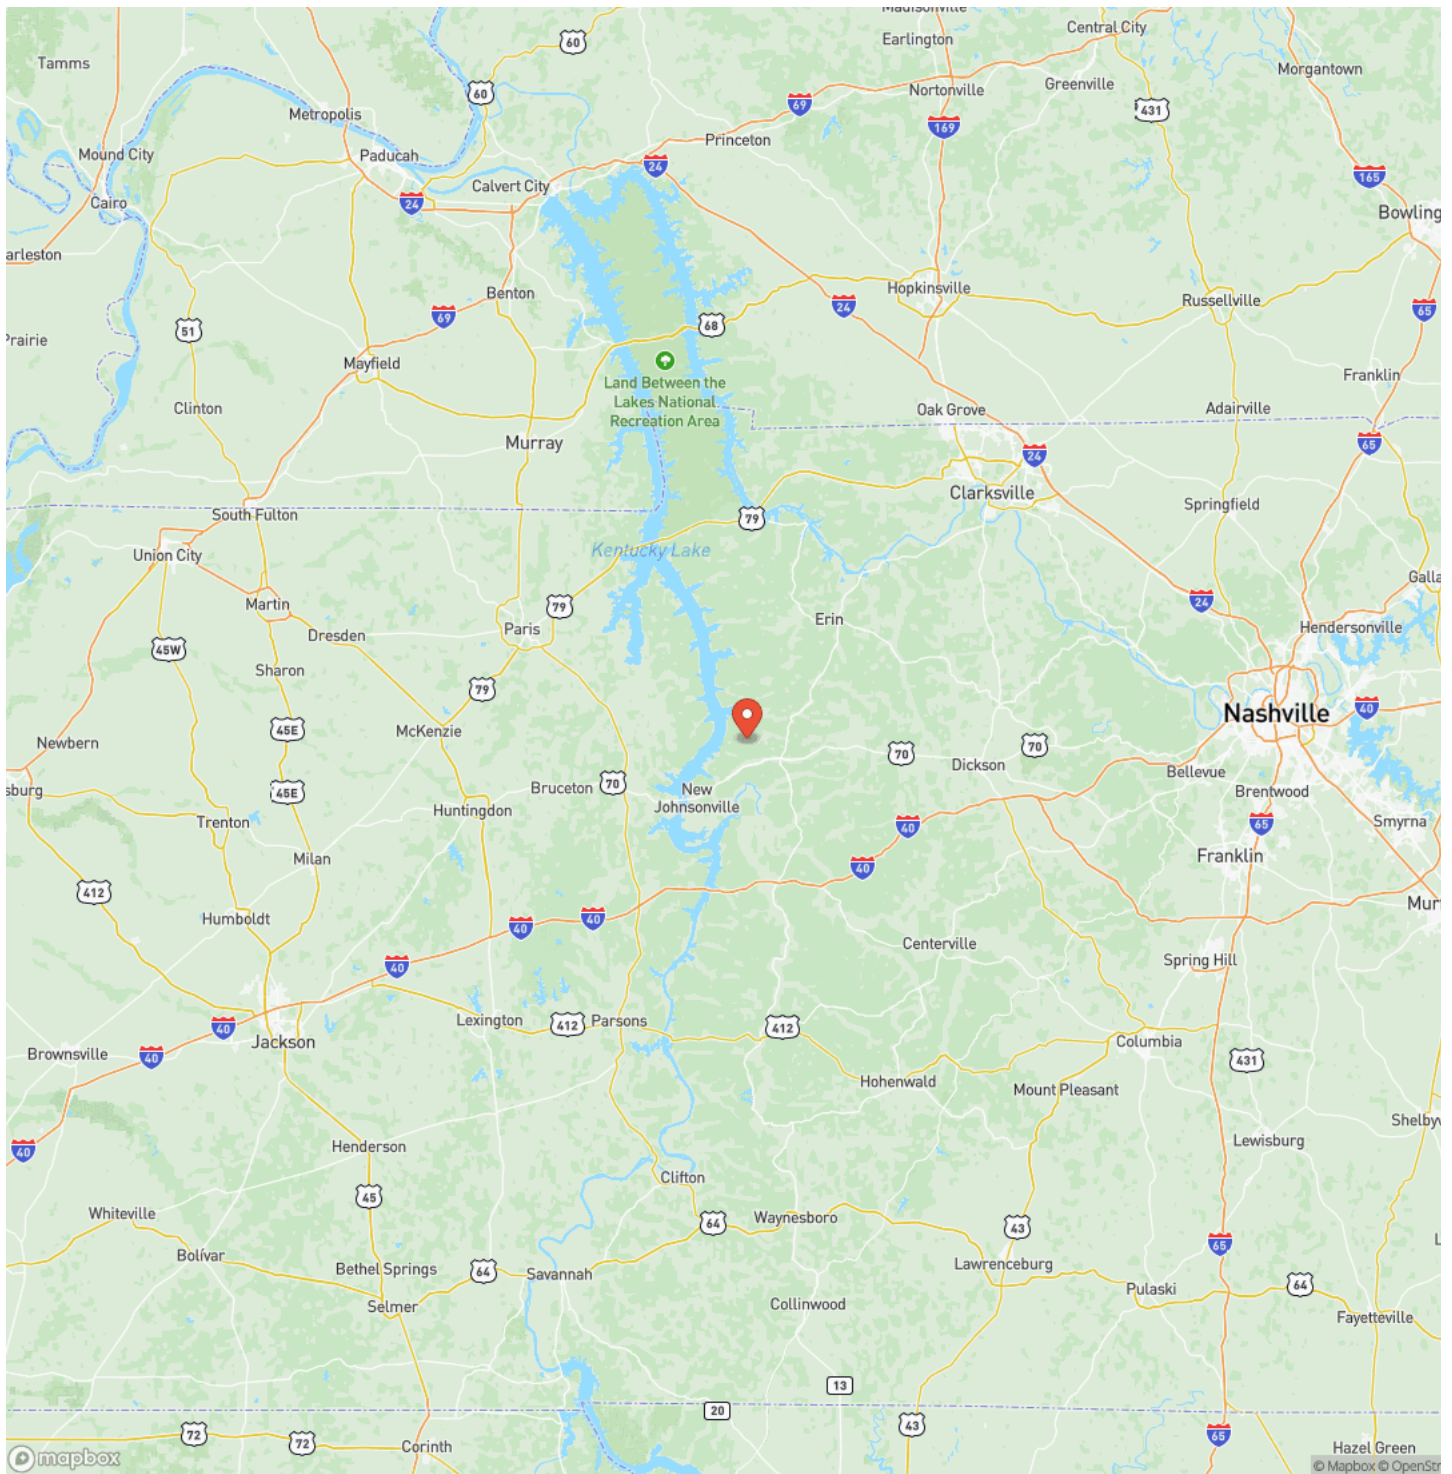 Madisonville
Central City
60
Earlington
Tamms
Morgantown
60
Nortonville
Greenville
69
431
Metropolis
169
Princeton
Mound City
Paducah
24
165
Calvert City
Cairo
24
Bowling
arleston
Hopkinsville
Benton
Russellville
24
69
65
51
68
Prairie
Mayfield
Franklin
Land Between the
Lakes National
Recreation Area
Clinton
Oak Grove
Adairville
Murray
65
24
Clarksville
Springfield
South Fulton
79
Union City
Kentucky Lake
Galla
24
Martin
79
Erin
Dresden
Paris
Hendersonville
45W
Sharon
79
40
Nashville
45E
McKenzie
Newbern
70
70
Dickson
Bellevue
sburg
45E
Bruceton
70
New
Johnsonville
Brentwood
Huntingdon
Trenton
40
65
Smyrna
Milan
40
Franklin
412
Mur
Humboldt
40
40
Centerville
Spring Hill
40
Lexington
412
Parsons
412
40
Jackson
Columbia
Brownsville
40
431
Hohenwald
Mount Pleasant
Shelbyv
40
Henderson
Lewisburg
Clifton
45
Whiteville
64
Waynesboro
43
65
L
Bolívar
Bethel Springs
64
Savannah
Lawrenceburg
64
Pulaski
Selmer
Collinwood
Fayetteville
13
20
72
72
43
65
Corinth
Hazel Green
mapbox
© Mapbox © OpenStr